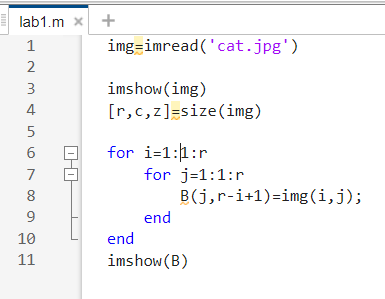 lab1.m × +
1 img=imread('cat.jpg')
2
3 imshow(img)
4 [r,c,z]=size(img)
5
6 for i=1:1:r
7 for j=1:1:r
8 B(j,r-i+1)=img(i,j);
9 end
10 end
11 imshow(B)